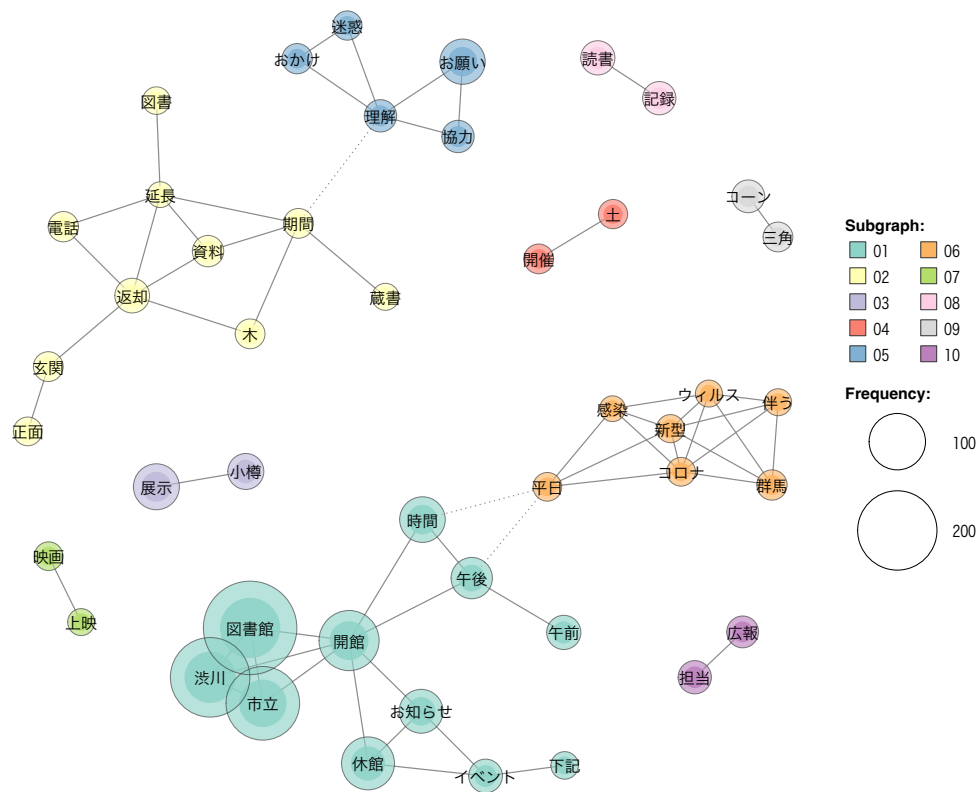 迷惑
おかけ
お願い
理解
協力
読書
記録
図書
延長
電話
期間
資料
返却
蔵書
木
玄関
正面
土
開催
コーン
三角
Subgraph:
01
02
03
04
05
06
07
08
09
10
Frequency:
100
200
ウィルス
感染
伴う
新型
コロナ
平日
群馬
展示
小樽
時間
午後
午前
映画
上映
図書館
開館
渋川
市立
お知らせ
休館
イベント
下記
広報
担当